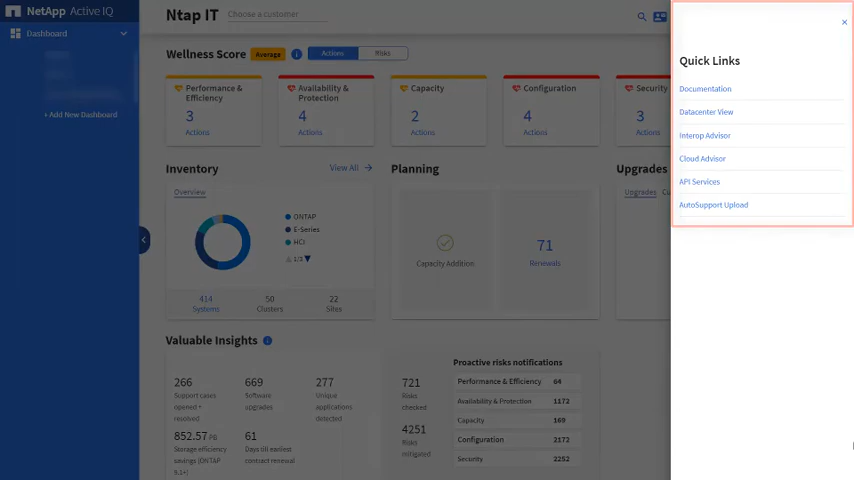 NetApp Active IQ
Dashboard
+ Add New Dashboard
Ntap IT
Choose a customer
Wellness Score
Average
Actions
Risks
Performance & Efficiency
3
Actions
Availability & Protection
4
Actions
Capacity
2
Actions
Configuration
4
Actions
Security
3
Actions
Inventory
View All
Overview
ONTAP
E-Series
HCI
1/3
414
Systems
50
Clusters
22
Sites
Planning
Capacity Addition
71
Renewals
Upgrades
Upgrades
Valuable Insights
266
Support cases
opened +
resolved
669
Software
upgrades
277
Unique
applications
detected
852.57 PB
Storage efficiency
savings (ONTAP
9.1+)
61
Days till earliest
contract renewal
721
Risks
checked
4251
Risks
mitigated
Proactive risks notifications
Performance & Efficiency 64
Availability & Protection 1172
Capacity 169
Configuration 2172
Security 2252
Quick Links
Documentation
Datacenter View
Interop Advisor
Cloud Advisor
API Services
AutoSupport Upload